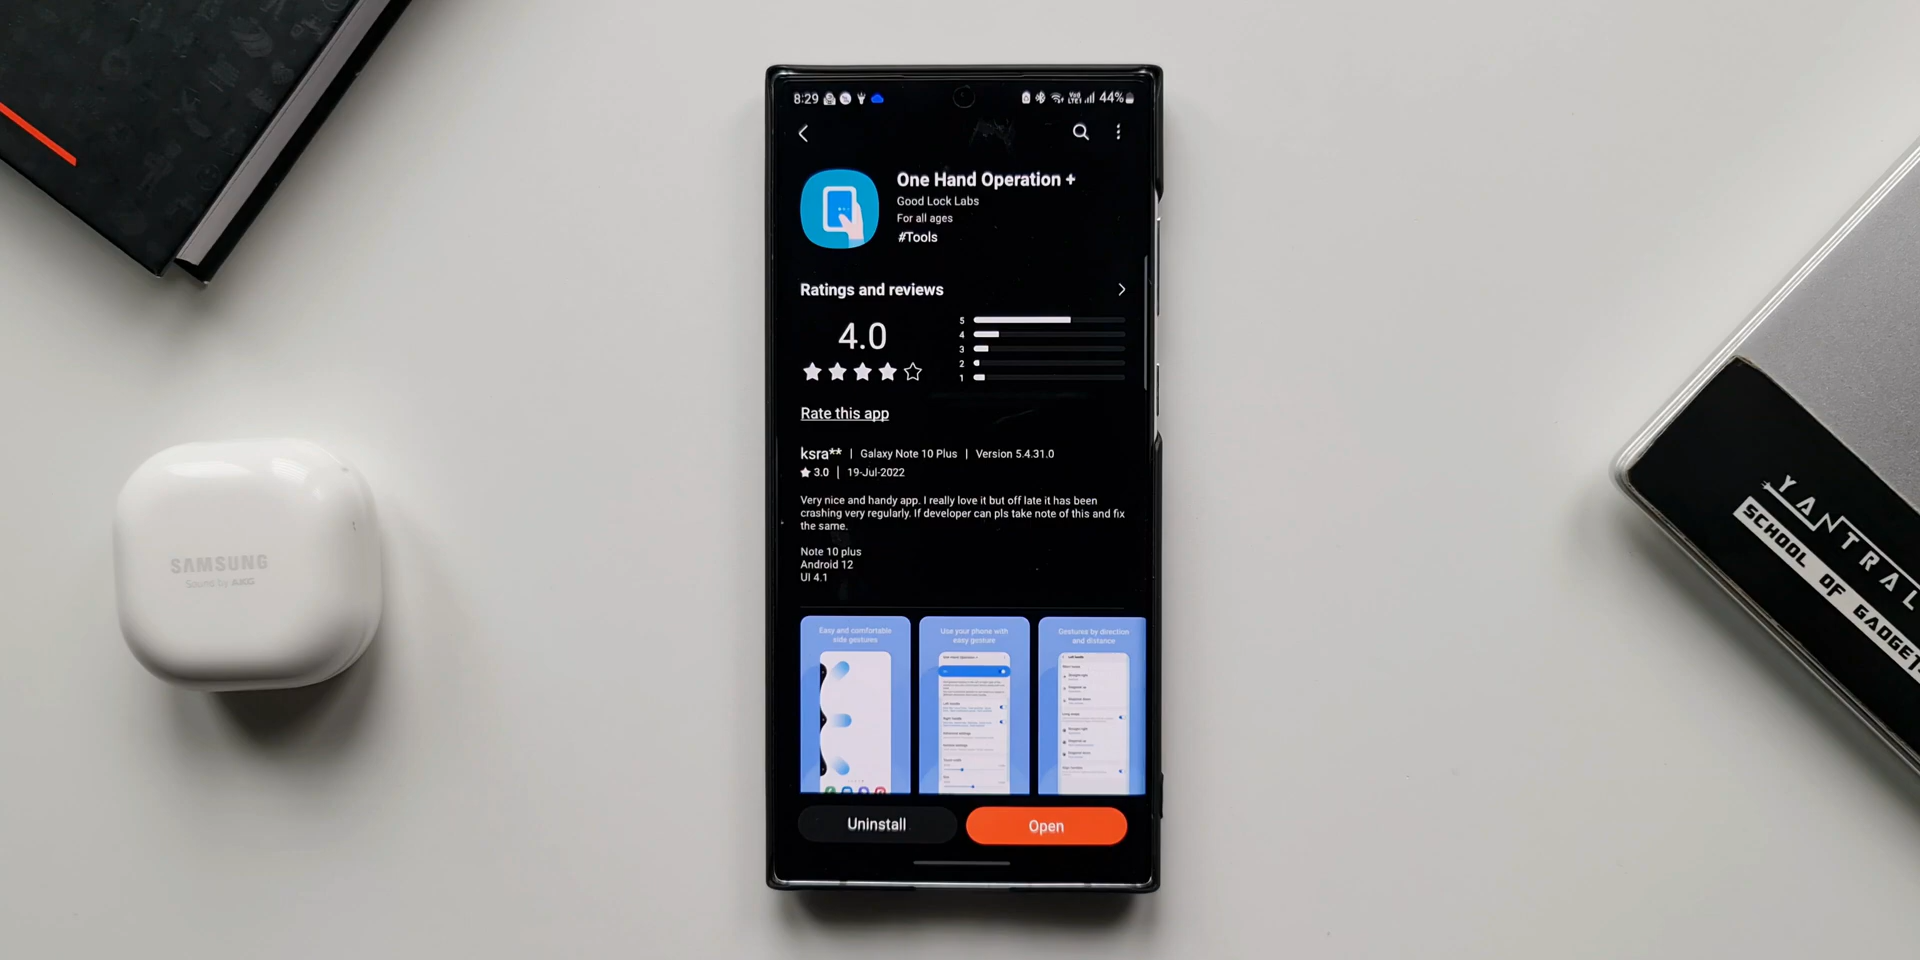 8:29
44%
One Hand Operation +
Good Lock Labs
For all ages
#Tools
Ratings and reviews
4.0
5
4
3
2
1
Rate this app
ksra** | Galaxy Note 10 Plus | Version 5.4.31.0
★ 3.0 | 19-Jul-2022
Very nice and handy app. I really love it but off late it has been
crashing very regularly. If developer can pls take note of this and fix
the same.
Note 10 plus
Android 12
UI 4.1
Easy and comfortable
side gestures
Use your phone with
easy gesture
Gestures by direction
and distance
Uninstall
Open
SAMSUNG
Sound by AKG
YANTRAL
SCHOOL OF GADGET